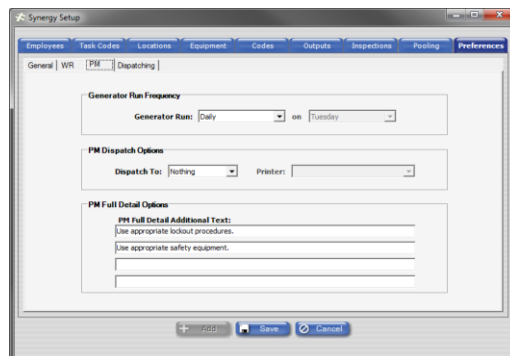 Synergy Setup
Employees Task Codes Locations Equipment Codes Outputs Inspections Pooling Preferences
General WR PM Dispatching
Generator Run Frequency
Generator Run: Daily on Tuesday
PM Dispatch Options
Dispatch To: Nothing Printer:
PM Full Detail Options
PM Full Detail Additional Text:
Use appropriate lockout procedures.
Use appropriate safety equipment.
Add Save Cancel